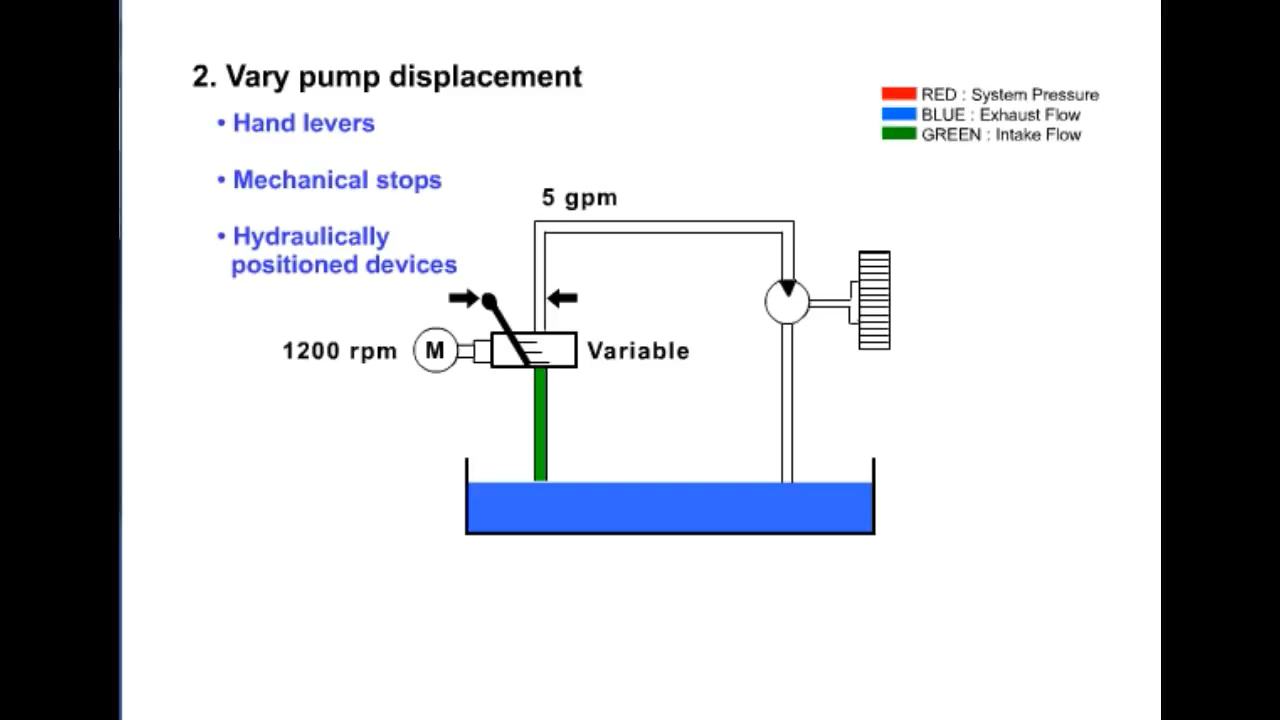 2. Vary pump displacement
• Hand levers
• Mechanical stops
• Hydraulically
positioned devices
RED : System Pressure
BLUE : Exhaust Flow
GREEN : Intake Flow
5 gpm
1200 rpm
M
Variable